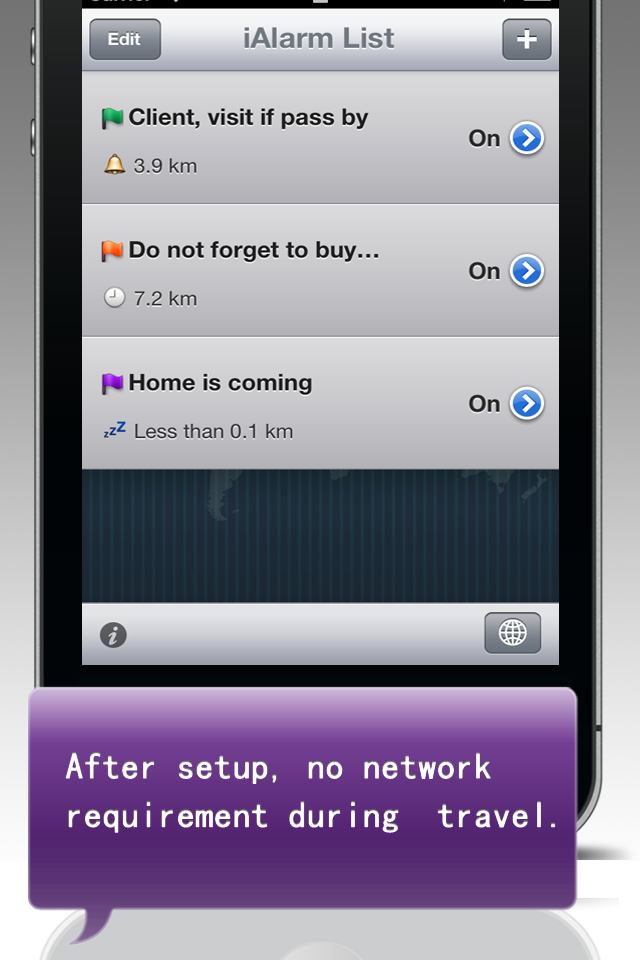 Edit
iAlarm List
+
Client, visit if pass by
On
3.9 km
Do not forget to buy...
On
7.2 km
Home is coming
On
zzZ Less than 0.1 km
i
After setup, no network
requirement during travel.